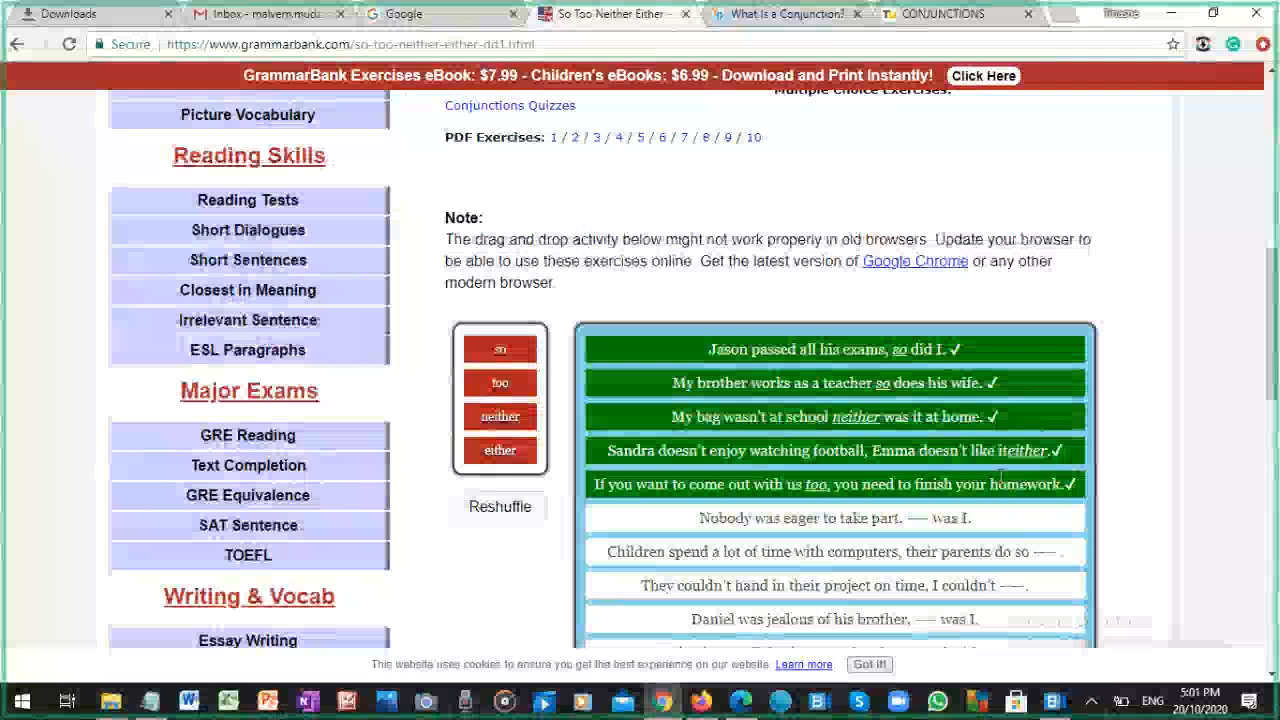 Downloads
Inbox - malvern.muda
Google
So Too Neither Either -
What Is a Conjunction?
CONJUNCTIONS
Secure
https://www.grammarbank.com/so-too-neither-either-dd1.html
GrammarBank Exercises eBook: $7.99 - Children's eBooks: $6.99 - Download and Print Instantly!
Click Here
Multiple Choice Exercises:
Conjunctions Quizzes
PDF Exercises: 1 / 2 / 3 / 4 / 5 / 6 / 7 / 8 / 9 / 10
Picture Vocabulary
Reading Skills
Reading Tests
Short Dialogues
Short Sentences
Closest in Meaning
Irrelevant Sentence
ESL Paragraphs
Major Exams
GRE Reading
Text Completion
GRE Equivalence
SAT Sentence
TOEFL
Writing & Vocab
Essay Writing
Note:
The drag and drop activity below might not work properly in old browsers. Update your browser to
be able to use these exercises online. Get the latest version of Google Chrome or any other
modern browser.
so
too
neither
either
Reshuffle
Jason passed all his exams, so did I. ✓
My brother works as a teacher so does his wife. ✓
My bag wasn't at school neither was it at home. ✓
Sandra doesn't enjoy watching football, Emma doesn't like iteither.✓
If you want to come out with us too, you need to finish your homework.✓
Nobody was eager to take part. — was I.
Children spend a lot of time with computers, their parents do so — .
They couldn't hand in their project on time, I couldn't — .
Daniel was jealous of his brother, — was I.
This website uses cookies to ensure you get the best experience on our website. Learn more
Got it!
ENG
5:01 PM
20/10/2020